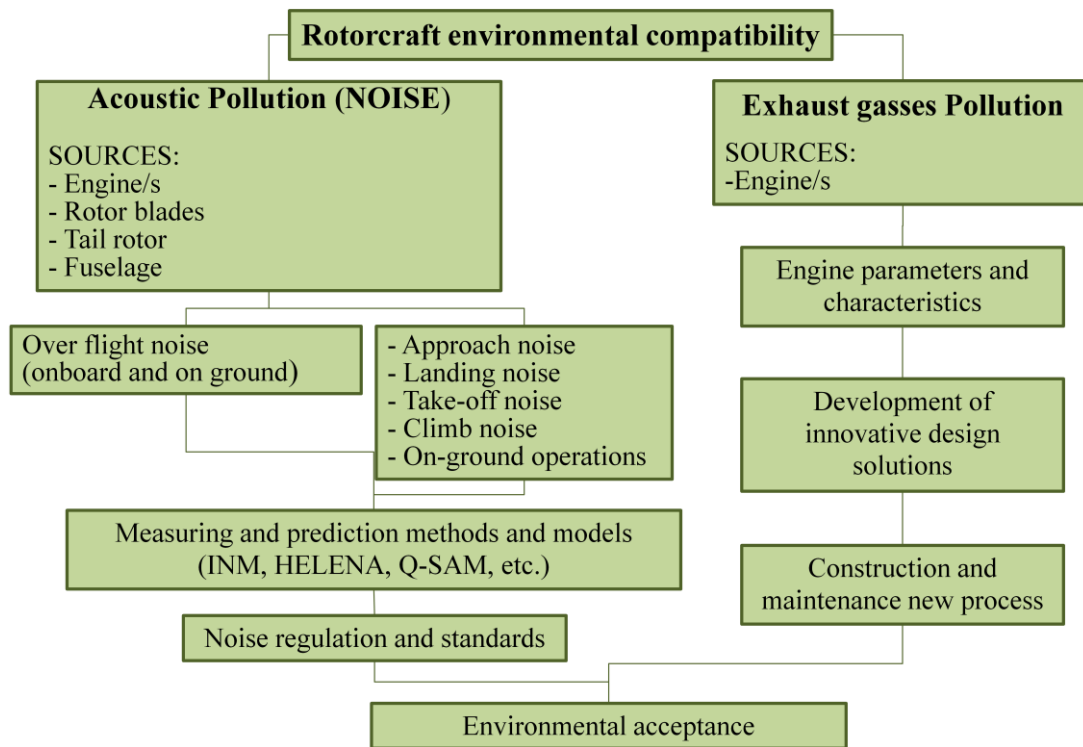 Rotorcraft environmental compatibility
Acoustic Pollution (NOISE)
SOURCES:
- Engine/s
- Rotor blades
- Tail rotor
- Fuselage
Exhaust gasses Pollution
SOURCES:
-Engine/s
Over flight noise
(onboard and on ground)
- Approach noise
- Landing noise
- Take-off noise
- Climb noise
- On-ground operations
Engine parameters and
characteristics
Development of
innovative design
solutions
Measuring and prediction methods and models
(INM, HELENA, Q-SAM, etc.)
Construction and
maintenance new process
Noise regulation and standards
Environmental acceptance